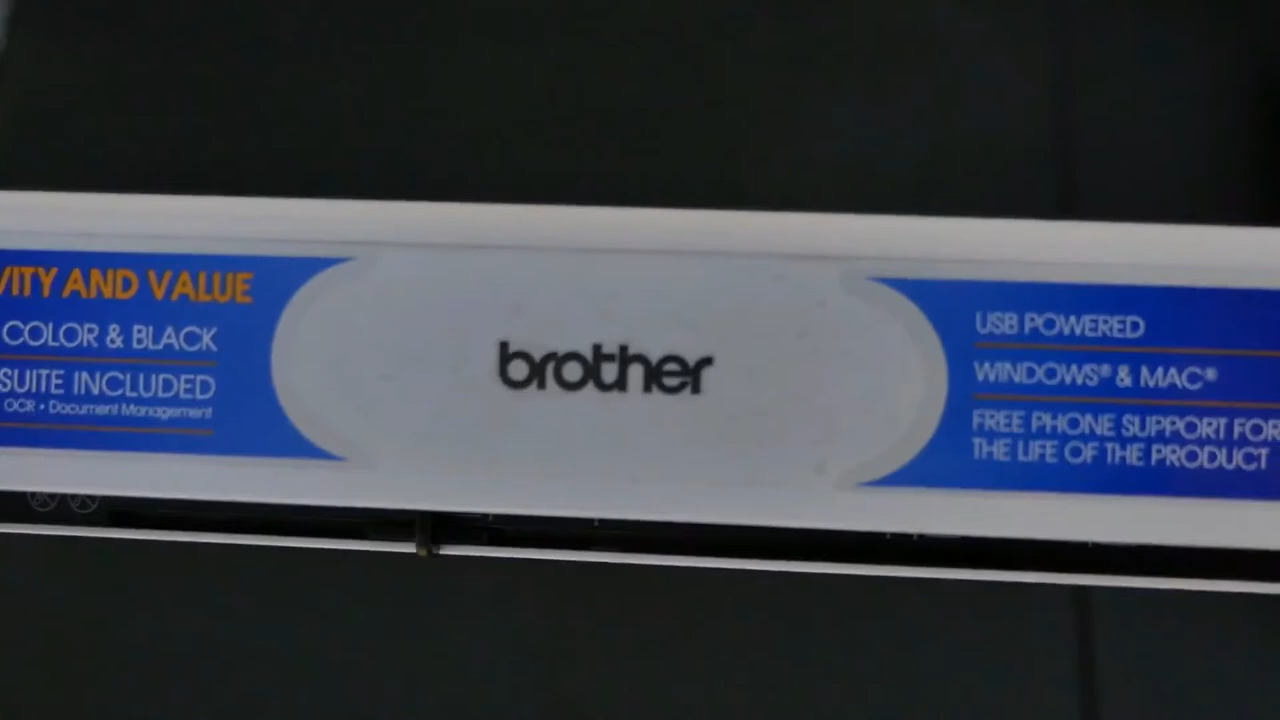 VITY AND VALUE
COLOR & BLACK
SUITE INCLUDED
OCR • Document Management
brother
USB POWERED
WINDOWS® & MAC®
FREE PHONE SUPPORT FOR
THE LIFE OF THE PRODUCT